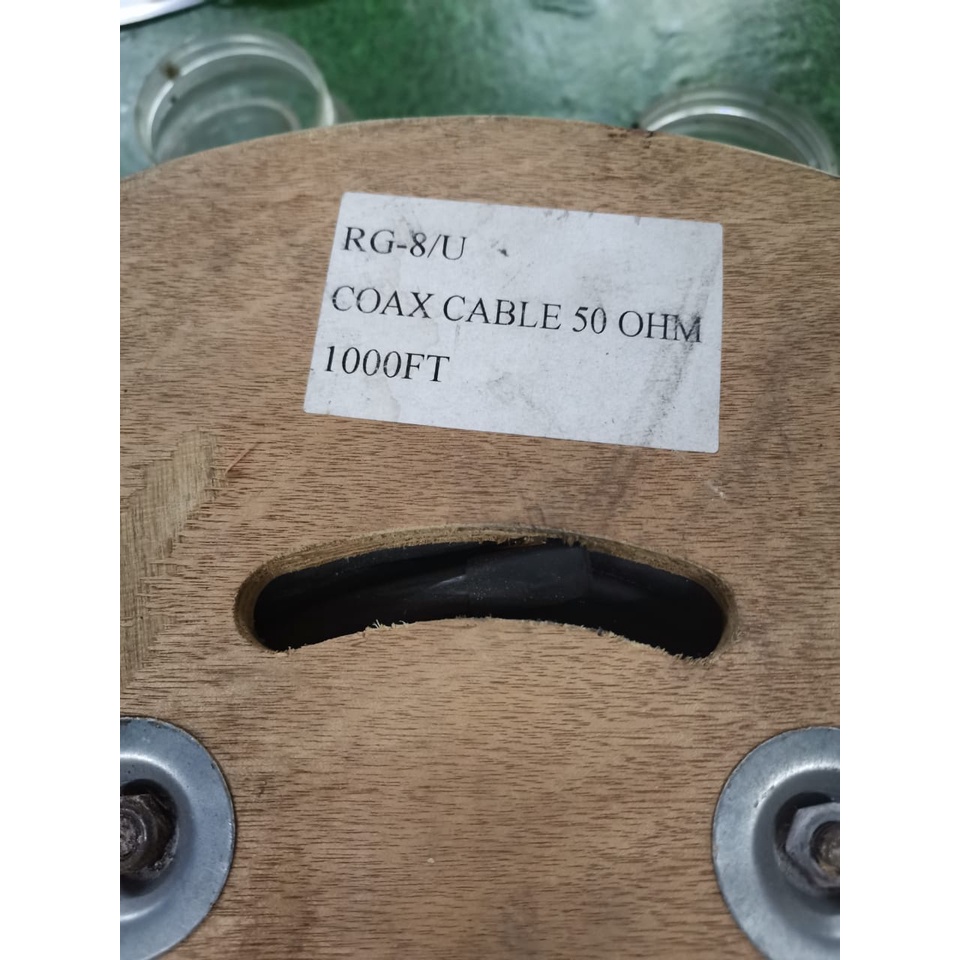 RG-8/U
COAX CABLE 50 OHM
1000FT